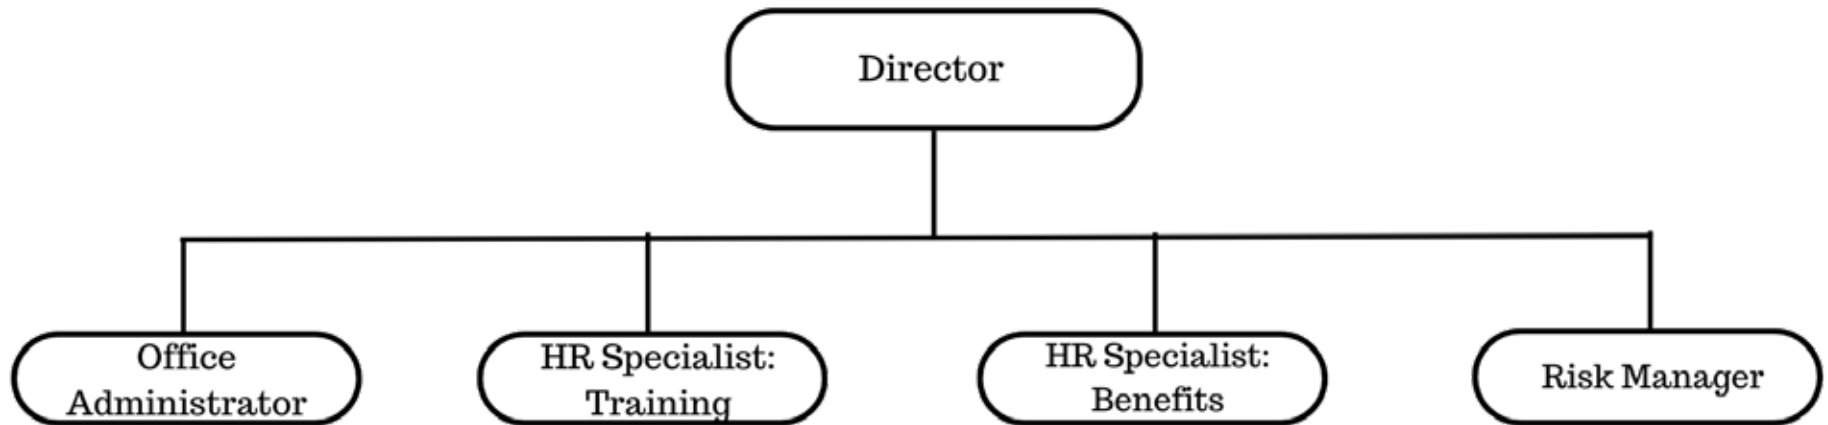 Director
Office
Administrator
HR Specialist:
Training
HR Specialist:
Benefits
Risk Manager